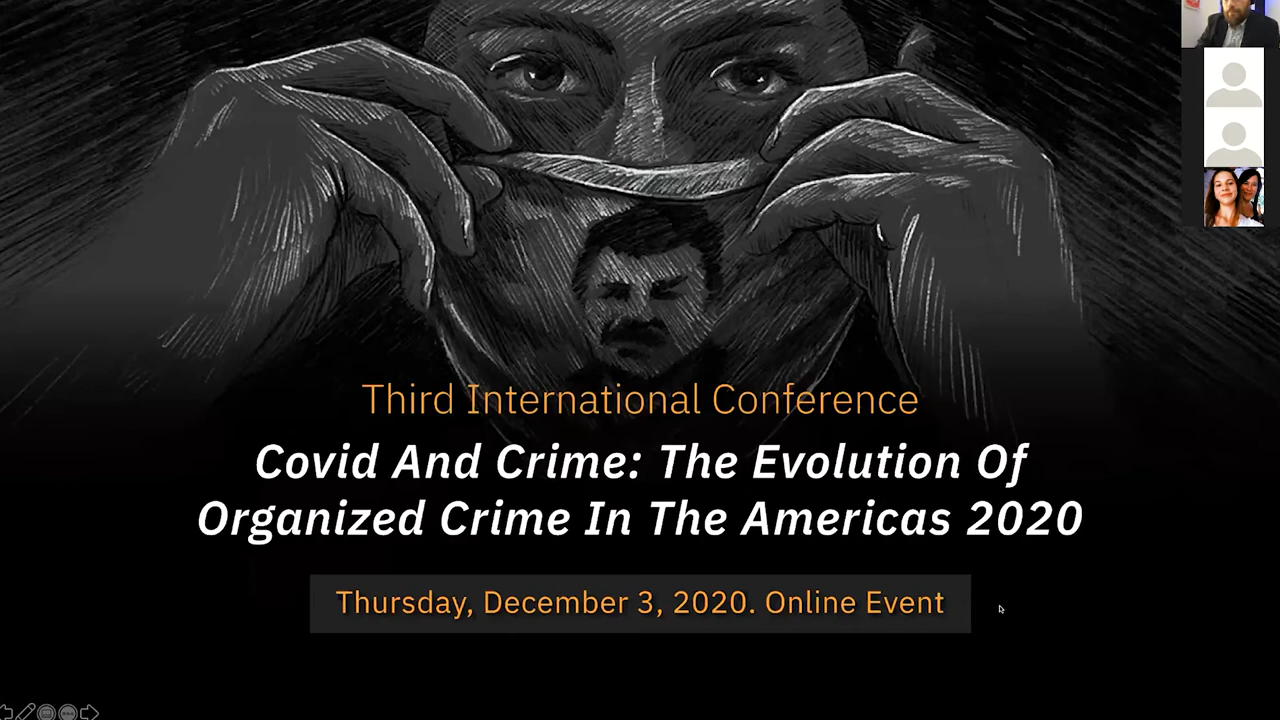 Third International Conference
Covid And Crime: The Evolution Of
Organized Crime In The Americas 2020
Thursday, December 3, 2020. Online Event